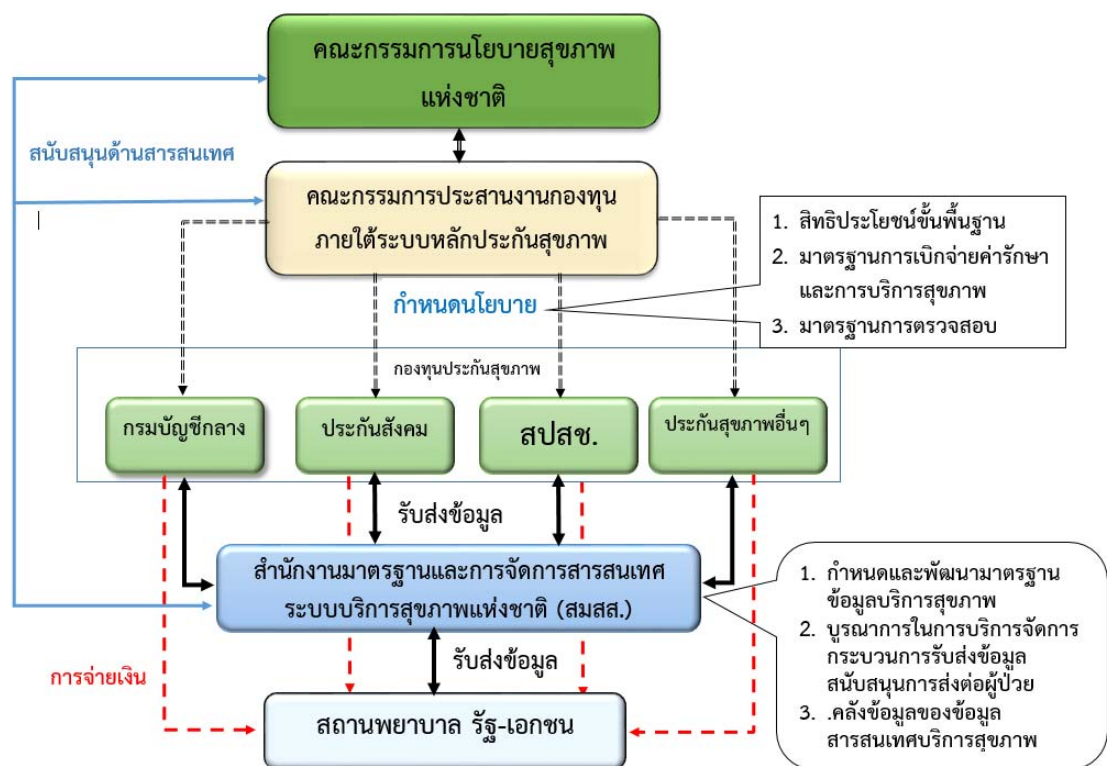 คณะกรรมการนโยบายสุขภาพ
แห่งชาติ
สนับสนุนด้านสารสนเทศ
คณะกรรมการประสานงานกองทุน
ภายใต้ระบบหลักประกันสุขภาพ
1. สิทธิประโยชน์ขั้นพื้นฐาน
2. มาตรฐานการเบิกจ่ายค่ารักษา
และการบริการสุขภาพ
3. มาตรฐานการตรวจสอบ
กำหนดนโยบาย
กองทุนประกันสุขภาพ
กรมบัญชีกลาง
ประกันสังคม
สปสช.
ประกันสุขภาพอื่นๆ
รับส่งข้อมูล
สำนักงานมาตรฐานและการจัดการสารสนเทศ
ระบบบริการสุขภาพแห่งชาติ (สมสส.)
1. กำหนดและพัฒนามาตรฐาน
ข้อมูลบริการสุขภาพ
2. บูรณาการในการบริการจัดการ
กระบวนการรับส่งข้อมูล
สนับสนุนการส่งต่อผู้ป่วย
3. .คลังข้อมูลของข้อมูล
สารสนเทศบริการสุขภาพ
รับส่งข้อมูล
การจ่ายเงิน
สถานพยาบาล รัฐ-เอกชน